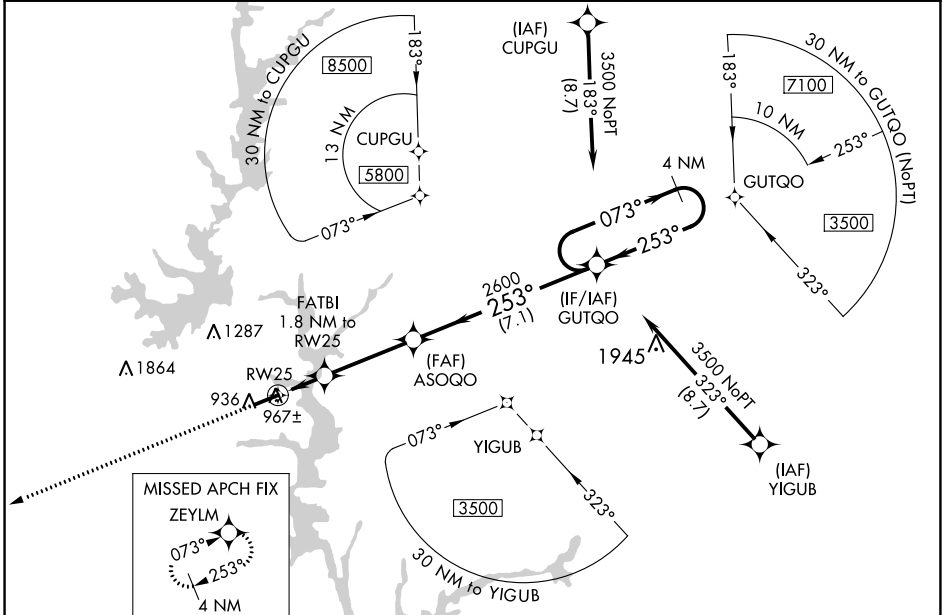 30 NM to CUPGU
8500
183°
13 NM
CUPGU
5800
073°
(IAF)
CUPGU
3500 NoPT
183°
(8.7)
30 NM to GUTQO (NoPT)
183°
7100
10 NM
253°
GUTQO
3500
323°
4 NM
073°
253°
(IF/IAF)
GUTQO
2600
253°
(7.1)
FATBI
1.8 NM to
RW25
1287
1864
(FAF)
ASOQO
RW25
936
967±
1945
3500 NoPT
323°
(8.7)
(IAF)
YIGUB
073°
YIGUB
3500
323°
30 NM to YIGUB
MISSED APCH FIX
ZEYLM
073°
253°
4 NM